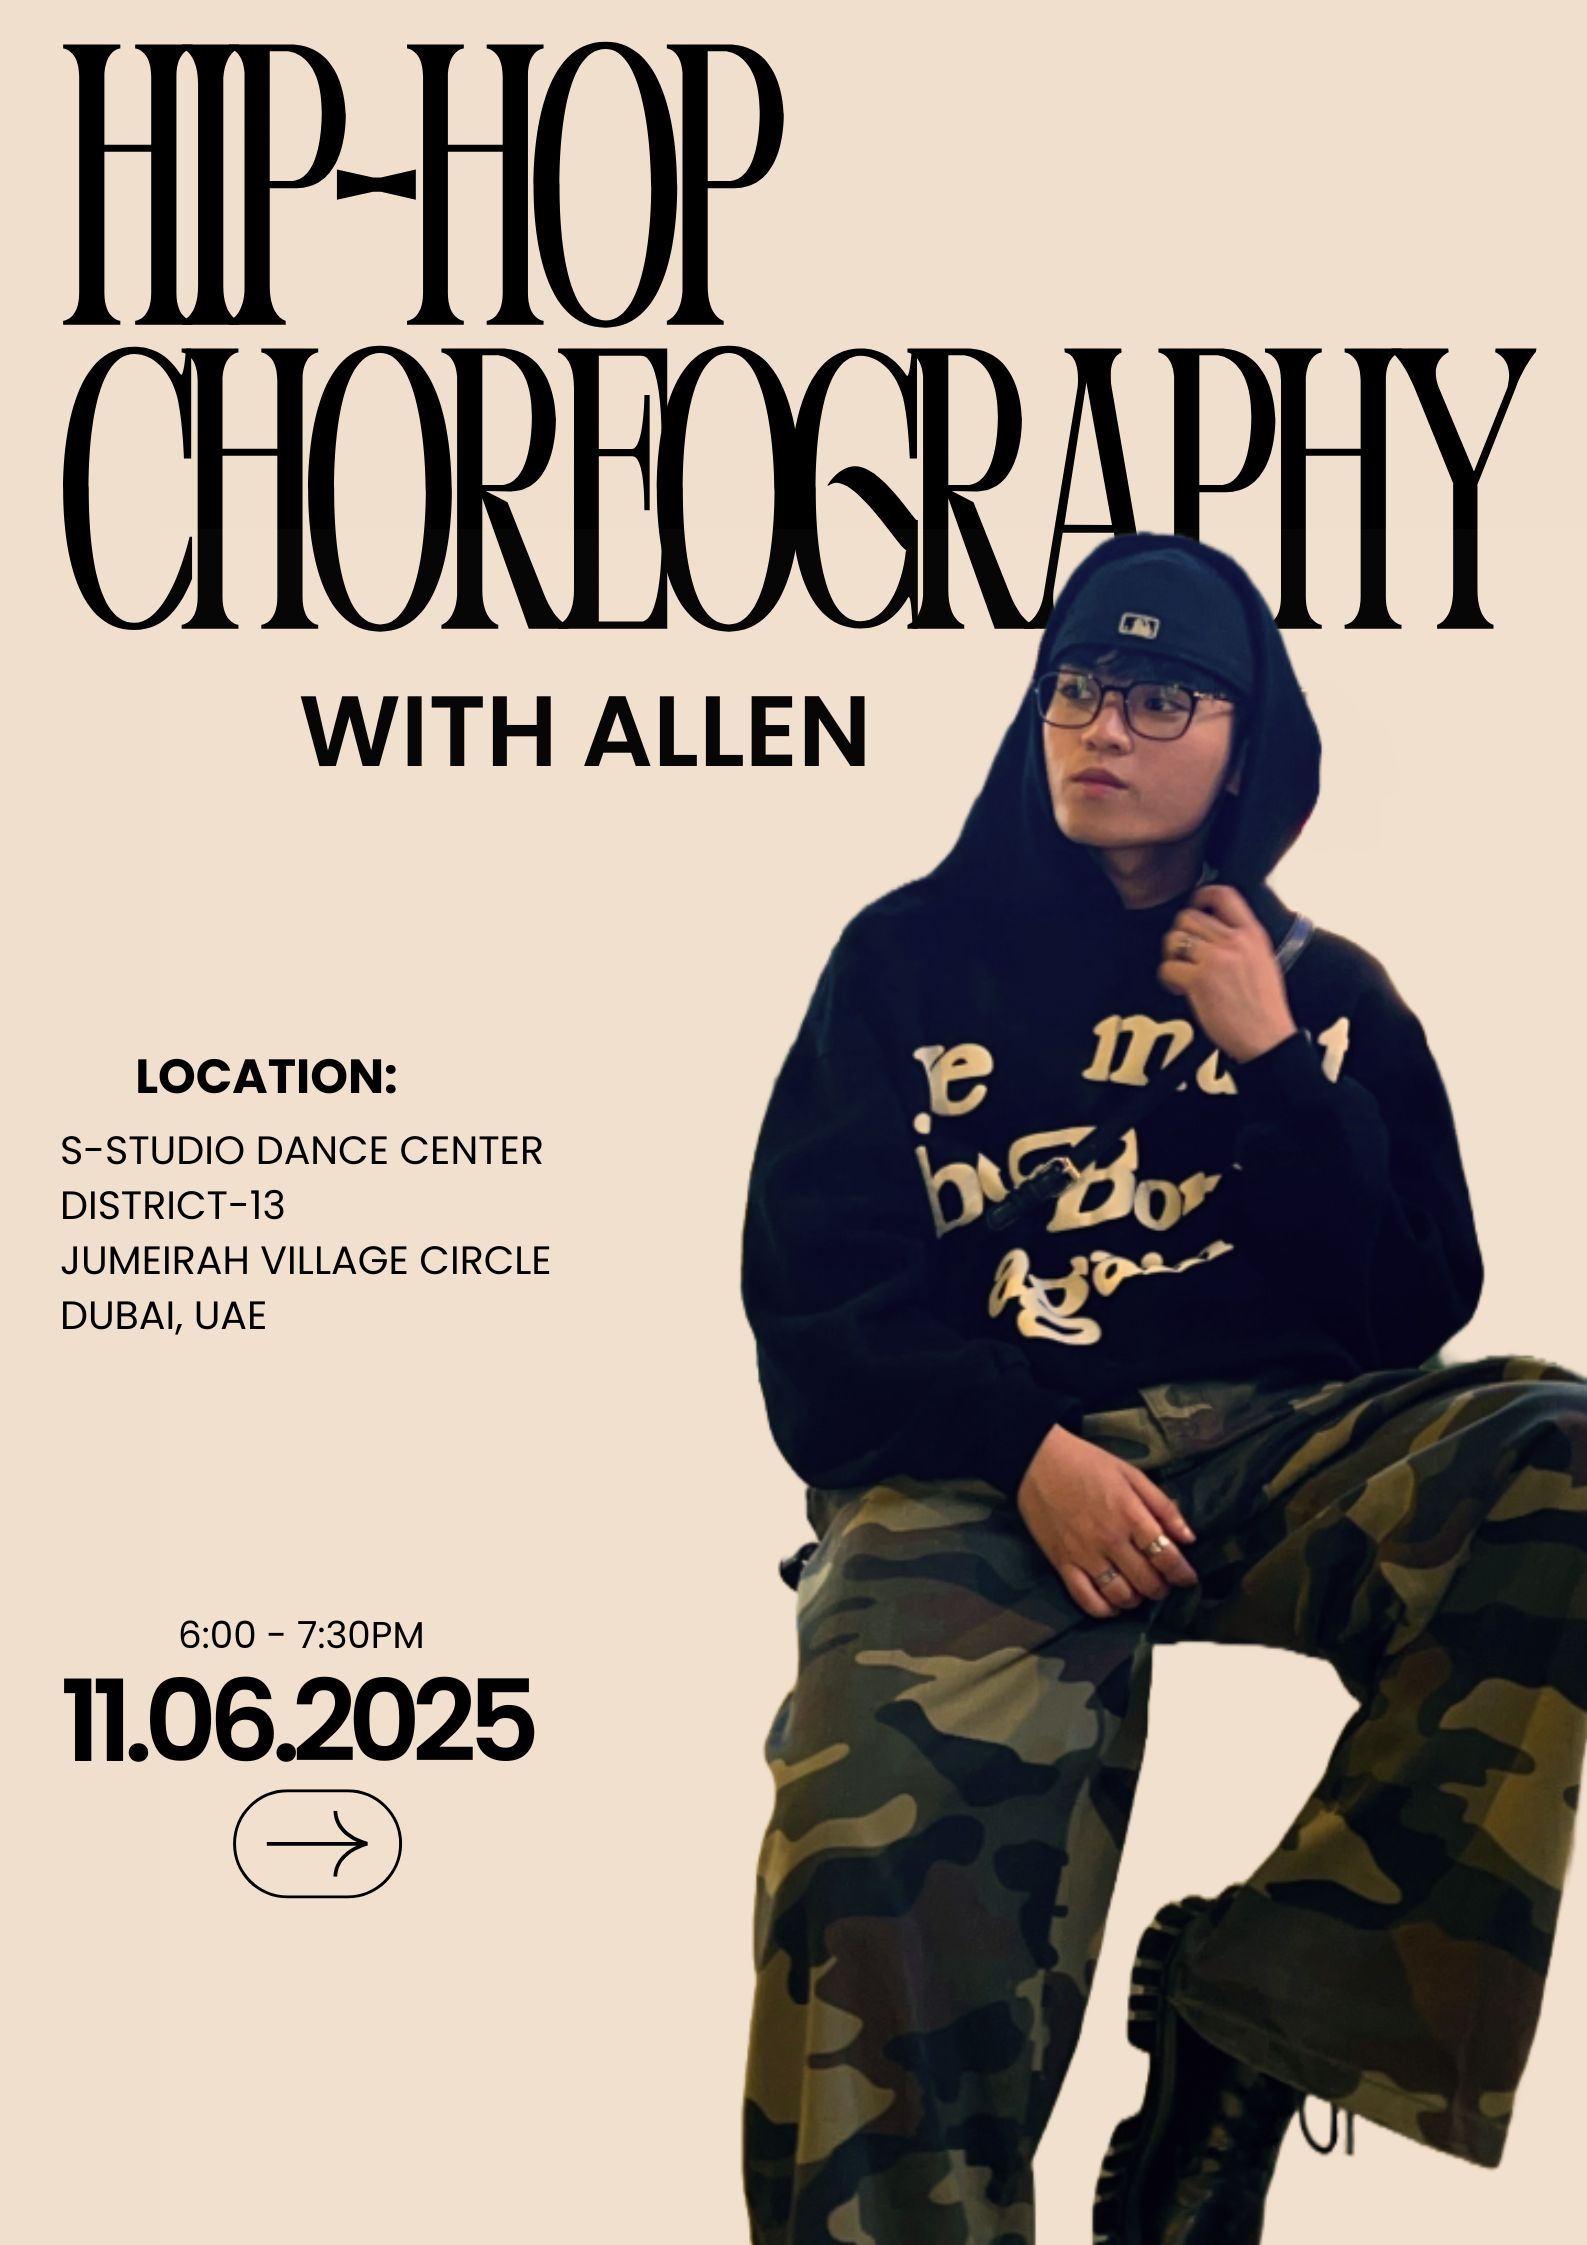 HIP-HOP
CHOREOGRAPHY
WITH ALLEN
LOCATION:
S-STUDIO DANCE CENTER
DISTRICT-13
JUMEIRAH VILLAGE CIRCLE
DUBAI, UAE
6:00 - 7:30PM
11.06.2025
Again